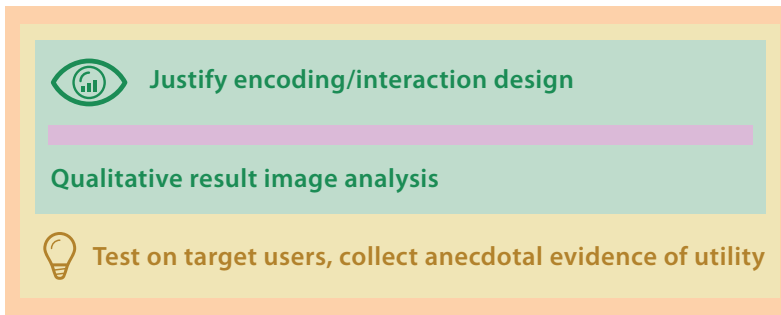 Justify encoding/interaction design
Qualitative result image analysis
Test on target users, collect anecdotal evidence of utility